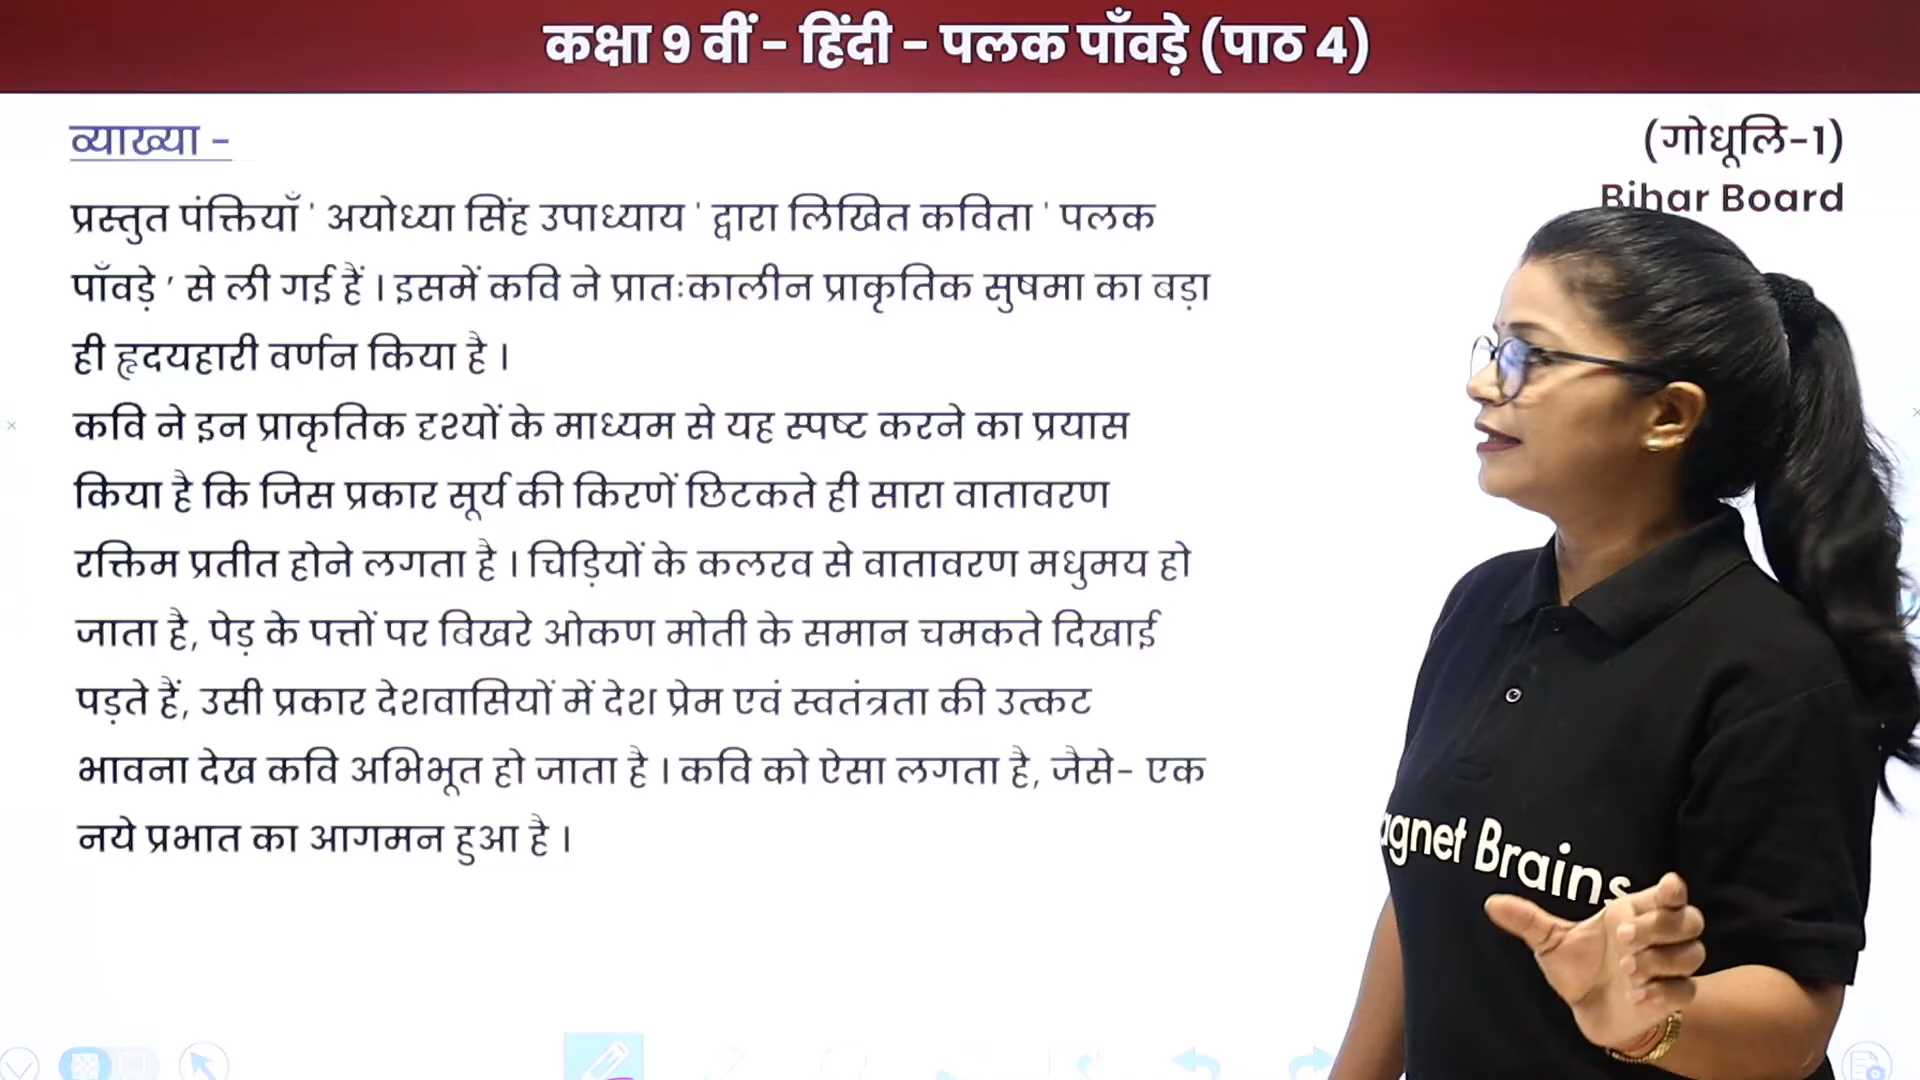 कक्षा 9 वीं – हिंदी – पलक पाँवड़े (पाठ 4)
व्याख्या -
(गोधूलि-1)
Bihar Board
प्रस्तुत पंक्तियाँ ' अयोध्या सिंह उपाध्याय ' द्वारा लिखित कविता ' पलक
पाँवड़े ' से ली गई हैं । इसमें कवि ने प्रातःकालीन प्राकृतिक सुषमा का बड़ा
ही हृदयहारी वर्णन किया है ।
कवि ने इन प्राकृतिक दृश्यों के माध्यम से यह स्पष्ट करने का प्रयास
किया है कि जिस प्रकार सूर्य की किरणें छिटकते ही सारा वातावरण
रक्तिम प्रतीत होने लगता है । चिड़ियों के कलरव से वातावरण मधुमय हो
जाता है, पेड़ के पत्तों पर बिखरे ओकण मोती के समान चमकते दिखाई
पड़ते हैं, उसी प्रकार देशवासियों में देश प्रेम एवं स्वतंत्रता की उत्कट
भावना देख कवि अभिभूत हो जाता है । कवि को ऐसा लगता है, जैसे- एक
नये प्रभात का आगमन हुआ है ।
agnet Brains